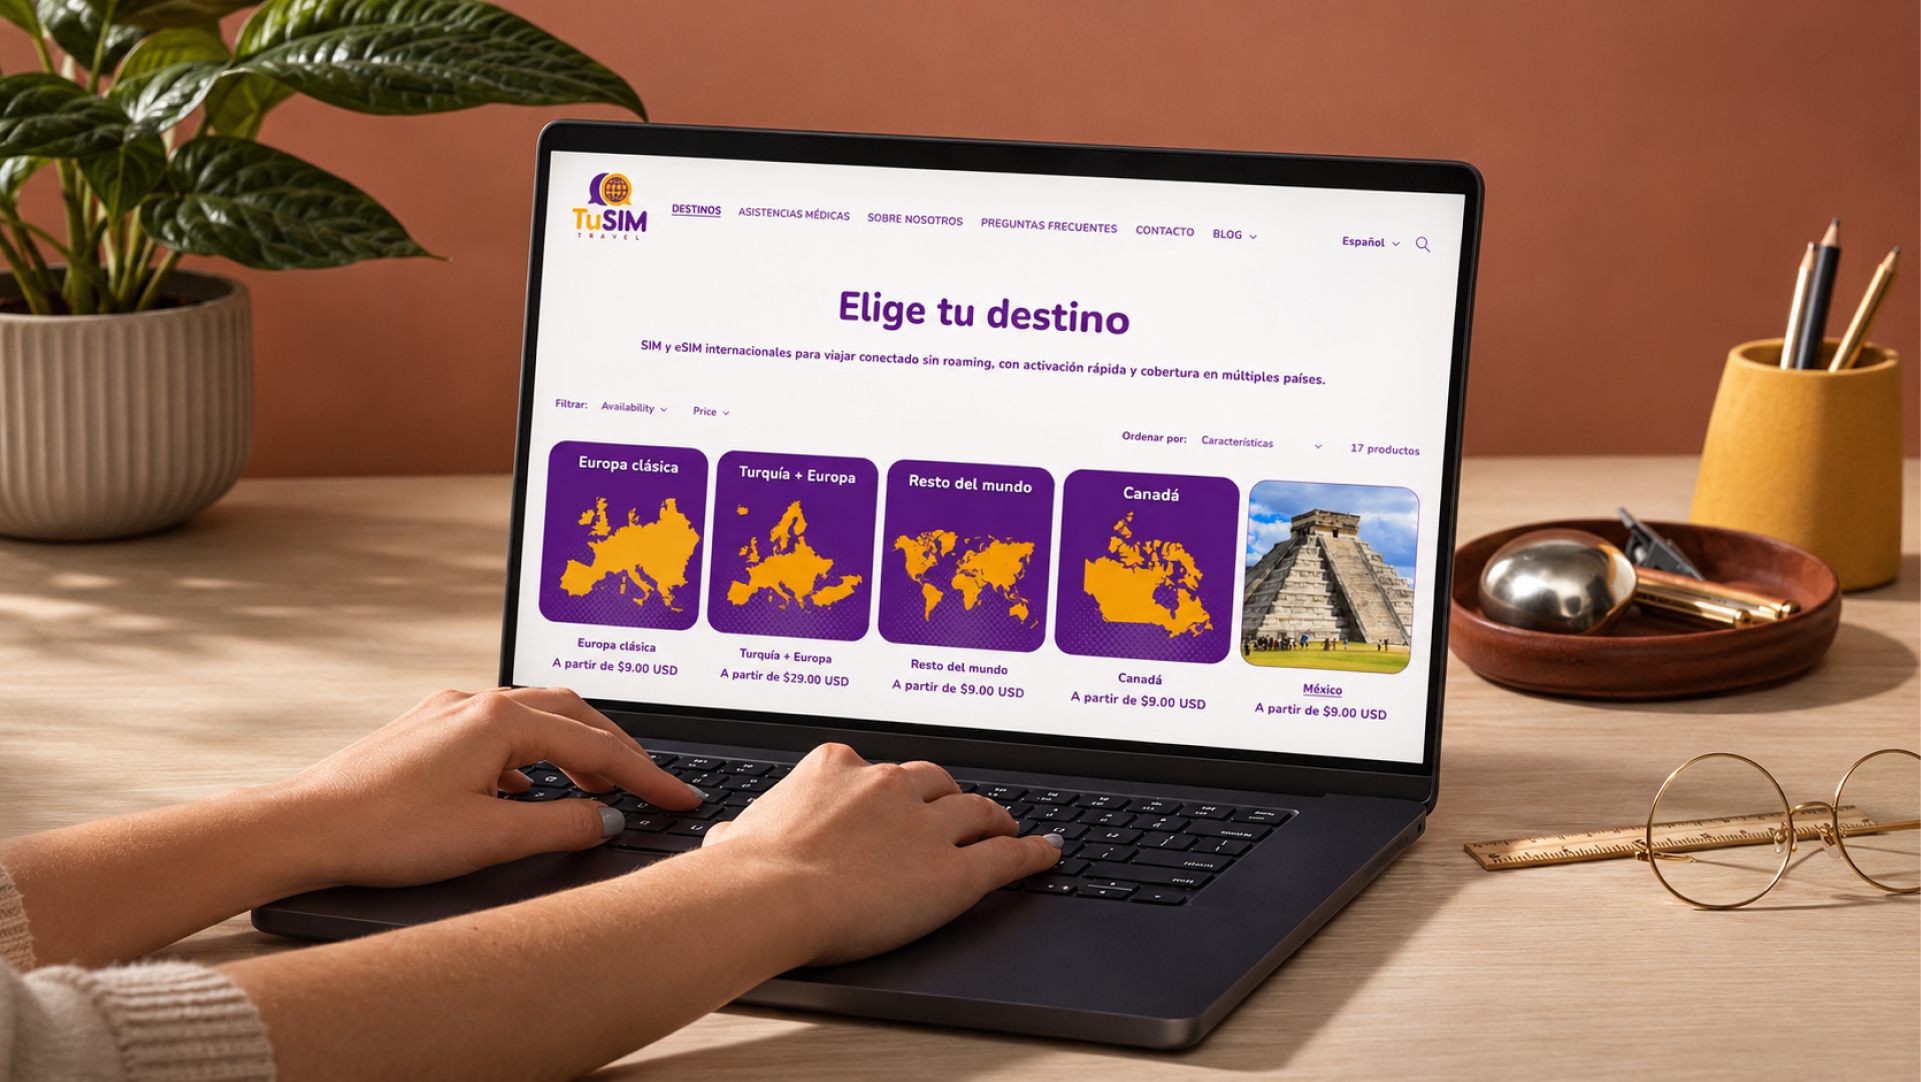 TuSIM
TRAVEL
DESTINOS ASISTENCIAS MÉDICAS SOBRE NOSOTROS PREGUNTAS FRECUENTES CONTACTO BLOG
Español
Elige tu destino
SIM y eSIM internacionales para viajar conectado sin roaming, con activación rápida y cobertura en múltiples países.
Filtrar: Availability Price
Ordenar por: Características 17 productos
Europa clásica
Turquía + Europa
Resto del mundo
Canadá
Europa clásica
A partir de $9.00 USD
Turquía + Europa
A partir de $29.00 USD
Resto del mundo
A partir de $9.00 USD
Canadá
A partir de $9.00 USD
México
A partir de $9.00 USD